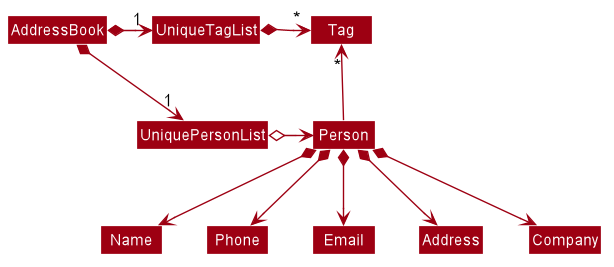 AddressBook 1 UniqueTagList * Tag
*
1
UniquePersonList Person
Name Phone Email Address Company